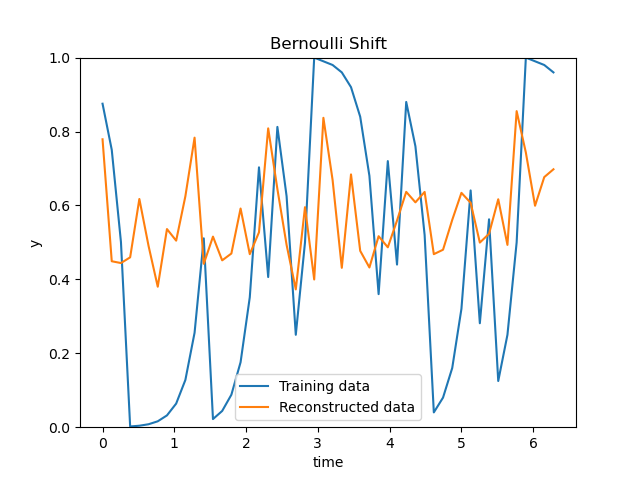 Bernoulli Shift
1.0
0.8
0.6
0.4
0.2
0.0
y
Training data
Reconstructed data
0 1 2 3 4 5 6
time